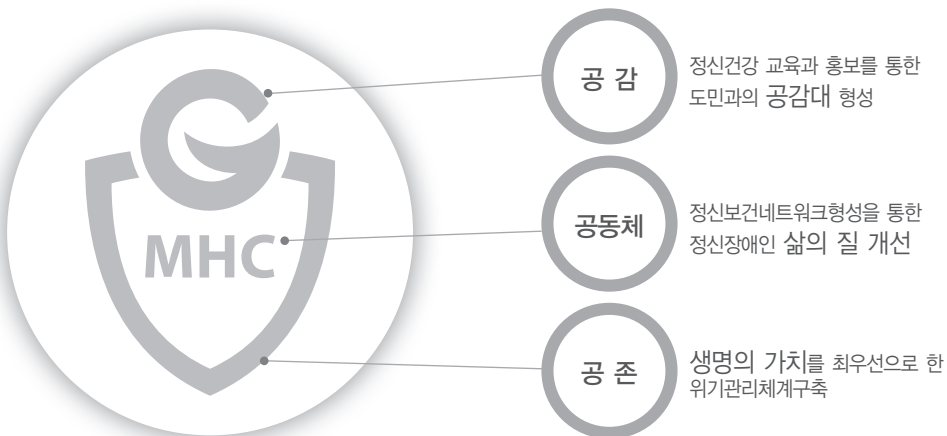 MHC
공 감
정신건강 교육과 홍보를 통한
도민과의 공감대 형성
공동체
정신보건네트워크형성을 통한
정신장애인 삶의 질 개선
공 존
생명의 가치를 최우선으로 한
위기관리체계구축